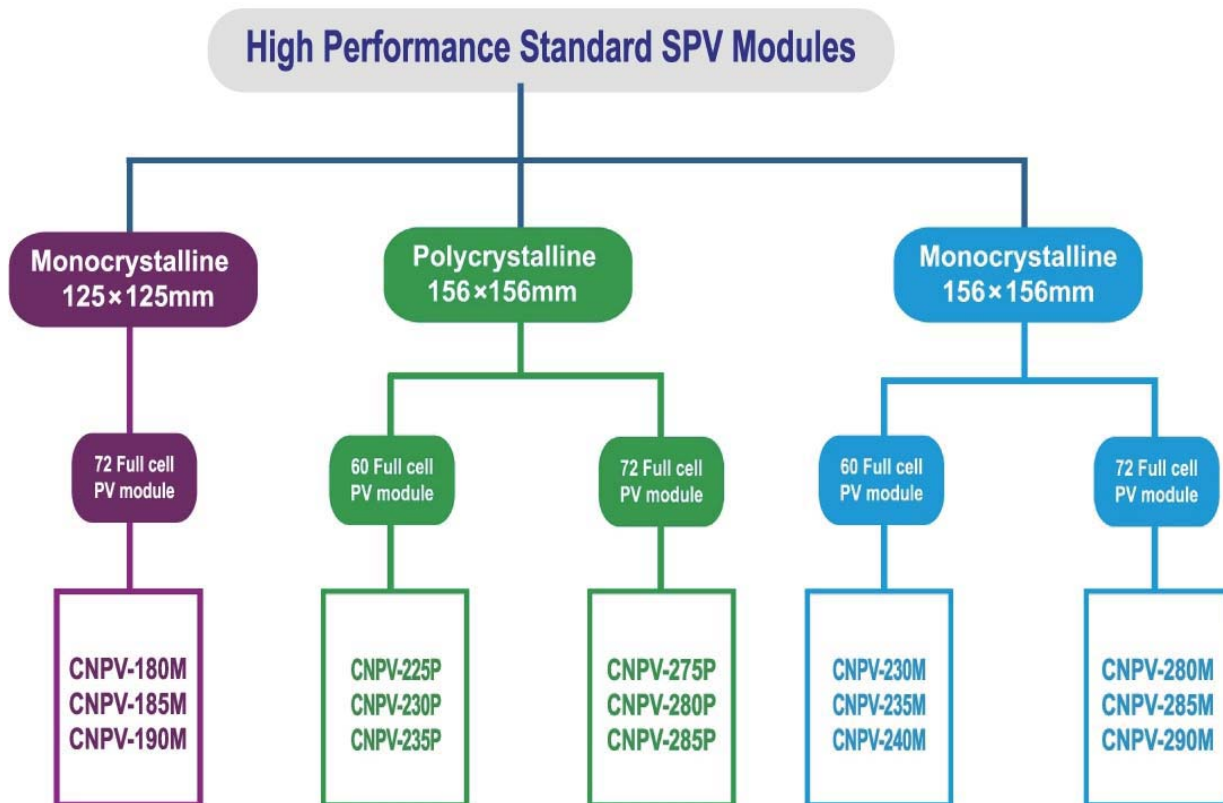 High Performance Standard SPV Modules
Monocrystalline
125×125mm
Polycrystalline
156×156mm
Monocrystalline
156×156mm
72 Full cell
PV module
60 Full cell
PV module
72 Full cell
PV module
60 Full cell
PV module
72 Full cell
PV module
CNPV-180M
CNPV-185M
CNPV-190M
CNPV-225P
CNPV-230P
CNPV-235P
CNPV-275P
CNPV-280P
CNPV-285P
CNPV-230M
CNPV-235M
CNPV-240M
CNPV-280M
CNPV-285M
CNPV-290M